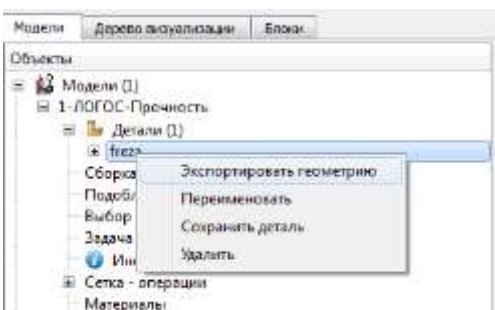 Модели Дерево визуализации Блоки
Объекты
Модели (1)
1-ЛОГОС-Прочность
Детали (1)
freza
Экспортировать геометрию
Сборка
Переименовать
Подоб
Сохранить деталь
Выбор
Задача
Удалить
Ин
Сетка - операции
Материалы